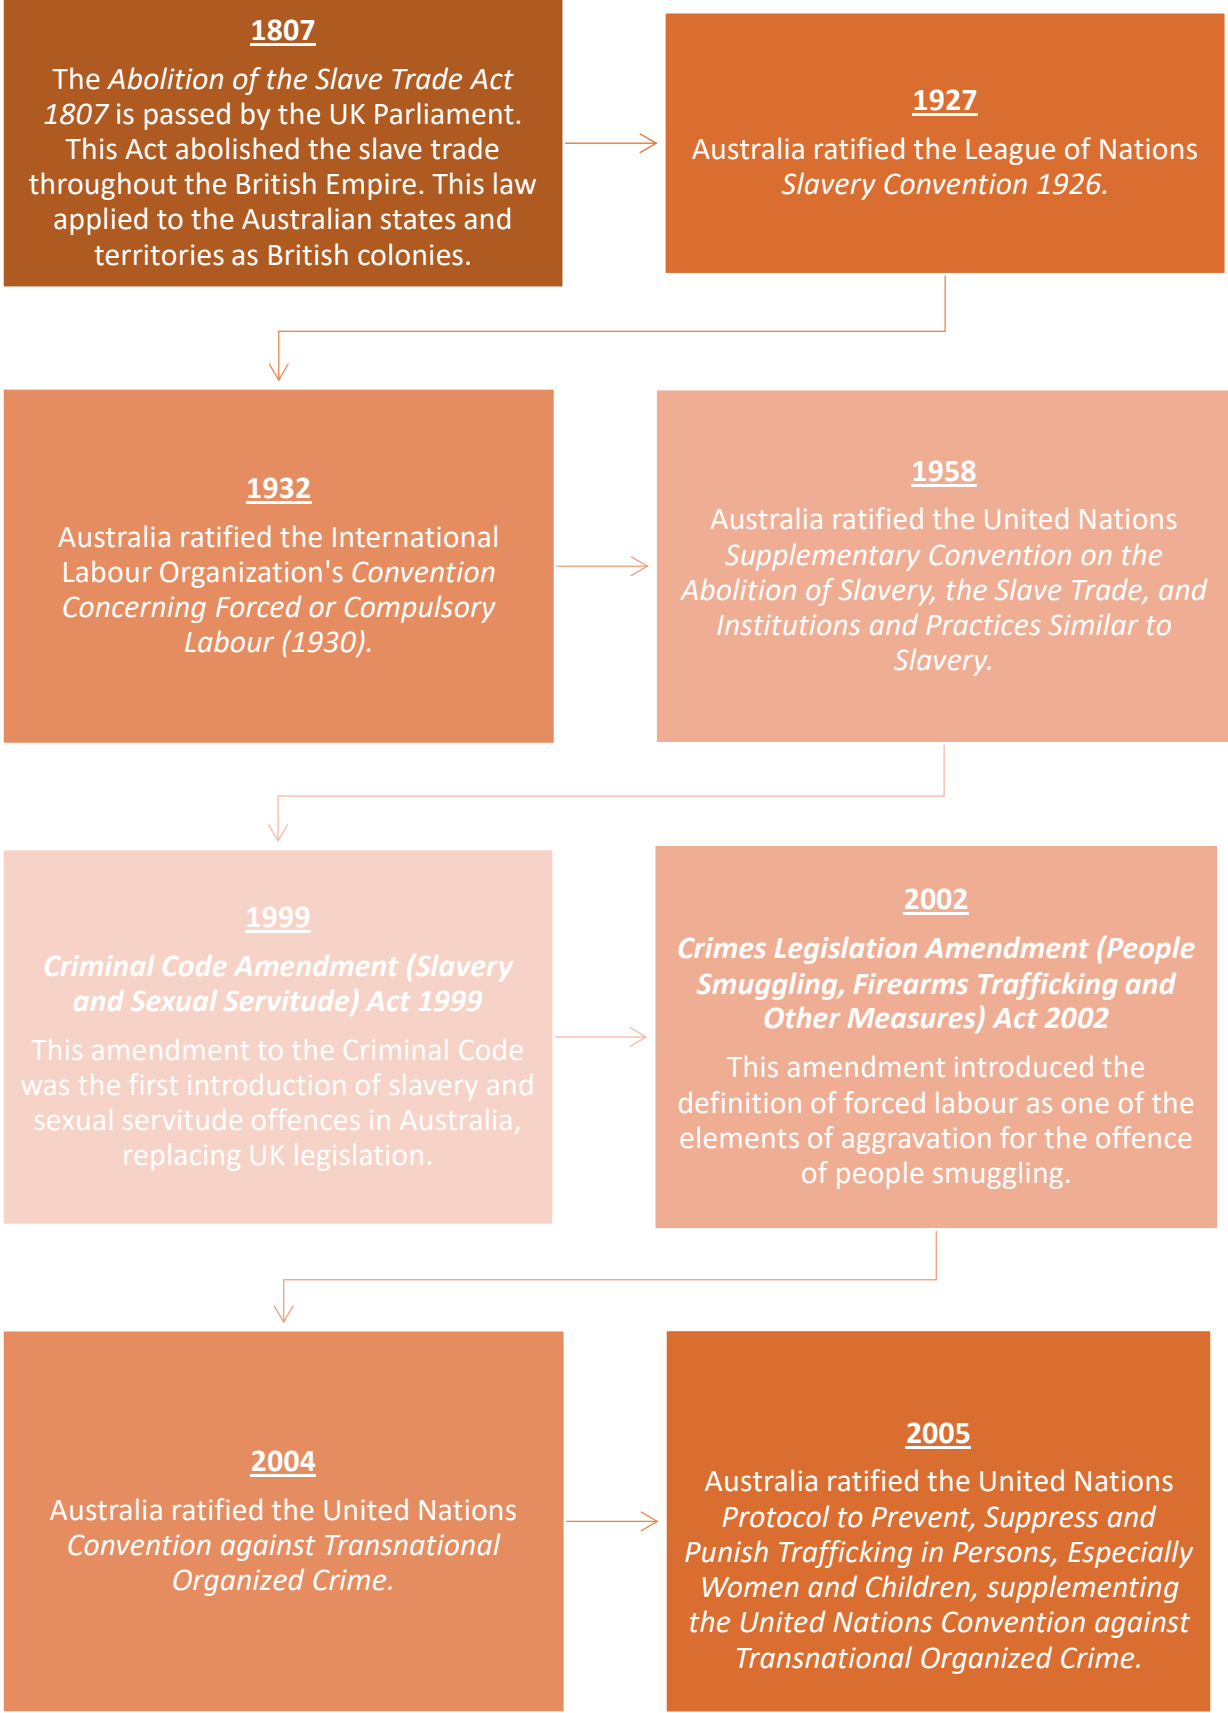 1807
The Abolition of the Slave Trade Act
1807 is passed by the UK Parliament.
This Act abolished the slave trade
throughout the British Empire. This law
applied to the Australian states and
territories as British colonies.
1927
Australia ratified the League of Nations
Slavery Convention 1926.
1932
Australia ratified the International
Labour Organization's Convention
Concerning Forced or Compulsory
Labour (1930).
1958
Australia ratified the United Nations
Supplementary Convention on the
Abolition of Slavery, the Slave Trade, and
Institutions and Practices Similar to
Slavery.
1999
Criminal Code Amendment (Slavery
and Sexual Servitude) Act 1999
This amendment to the Criminal Code
was the first introduction of slavery and
sexual servitude offences in Australia,
replacing UK legislation.
2002
Crimes Legislation Amendment (People
Smuggling, Firearms Trafficking and
Other Measures) Act 2002
This amendment introduced the
definition of forced labour as one of the
elements of aggravation for the offence
of people smuggling.
2004
Australia ratified the United Nations
Convention against Transnational
Organized Crime.
2005
Australia ratified the United Nations
Protocol to Prevent, Suppress and
Punish Trafficking in Persons, Especially
Women and Children, supplementing
the United Nations Convention against
Transnational Organized Crime.